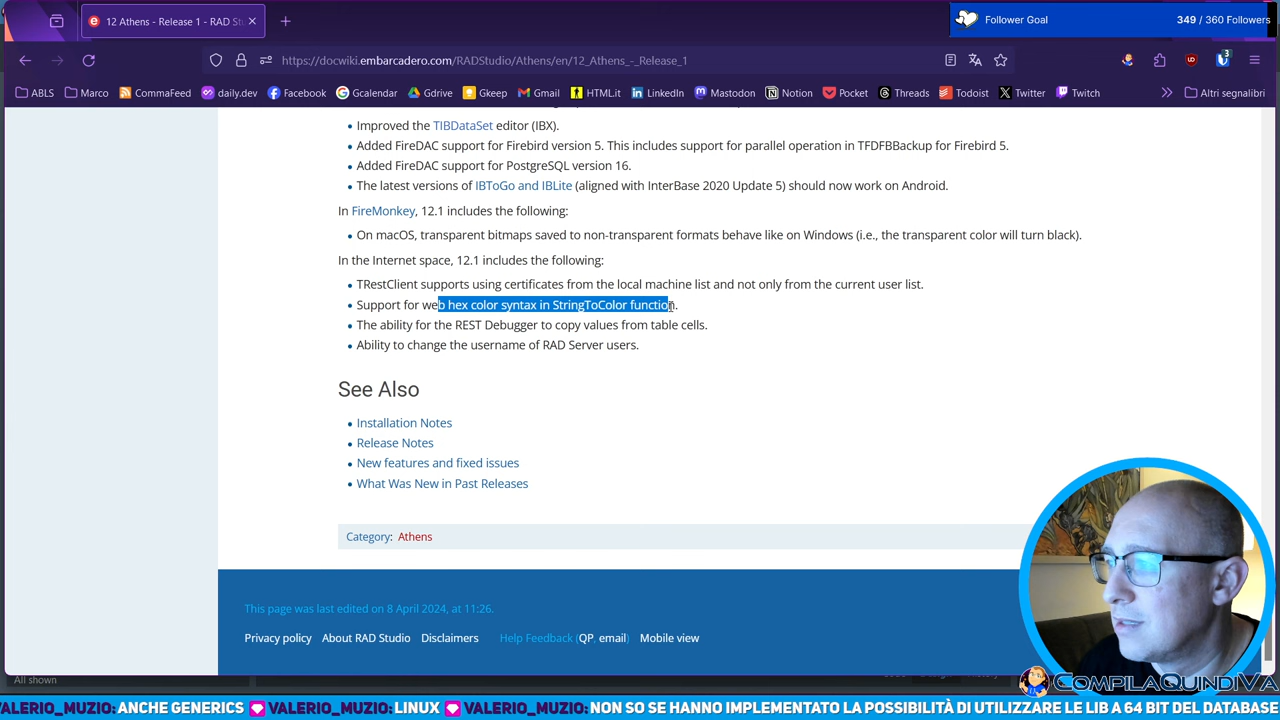 12 Athens - Release 1 - RAD St
Follower Goal
349 / 360 Followers
https://docwiki.embarcadero.com/RADStudio/Athens/en/12_Athens_-_Release_1
3
ABLS Marco CommaFeed daily.dev Facebook Gcalendar Gdrive Gkeep Gmail HTML.it LinkedIn Mastodon Notion Pocket Threads Todoist Twitter Twitch Altri segnalibri
Improved the TIBDataSet editor (IBX).
Added FireDAC support for Firebird version 5. This includes support for parallel operation in TFDFBBackup for Firebird 5.
Added FireDAC support for PostgreSQL version 16.
The latest versions of IBToGo and IBLite (aligned with InterBase 2020 Update 5) should now work on Android.
In FireMonkey, 12.1 includes the following:
On macOS, transparent bitmaps saved to non-transparent formats behave like on Windows (i.e., the transparent color will turn black).
In the Internet space, 12.1 includes the following:
TRestClient supports using certificates from the local machine list and not only from the current user list.
Support for web hex color syntax in StringToColor function.
The ability for the REST Debugger to copy values from table cells.
Ability to change the username of RAD Server users.
See Also
Installation Notes
Release Notes
New features and fixed issues
What Was New in Past Releases
Category: Athens
This page was last edited on 8 April 2024, at 11:26.
Privacy policy About RAD Studio Disclaimers Help Feedback (QP, email) Mobile view
All shown
COMPILAQUINDIVA
VALERIO_MUZIO: ANCHE GENERICS VALERIO_MUZIO: LINUX VALERIO_MUZIO: NON SO SE HANNO IMPLEMENTATO LA POSSIBILITÀ DI UTILIZZARE LE LIB A 64 BIT DEL DATABASE